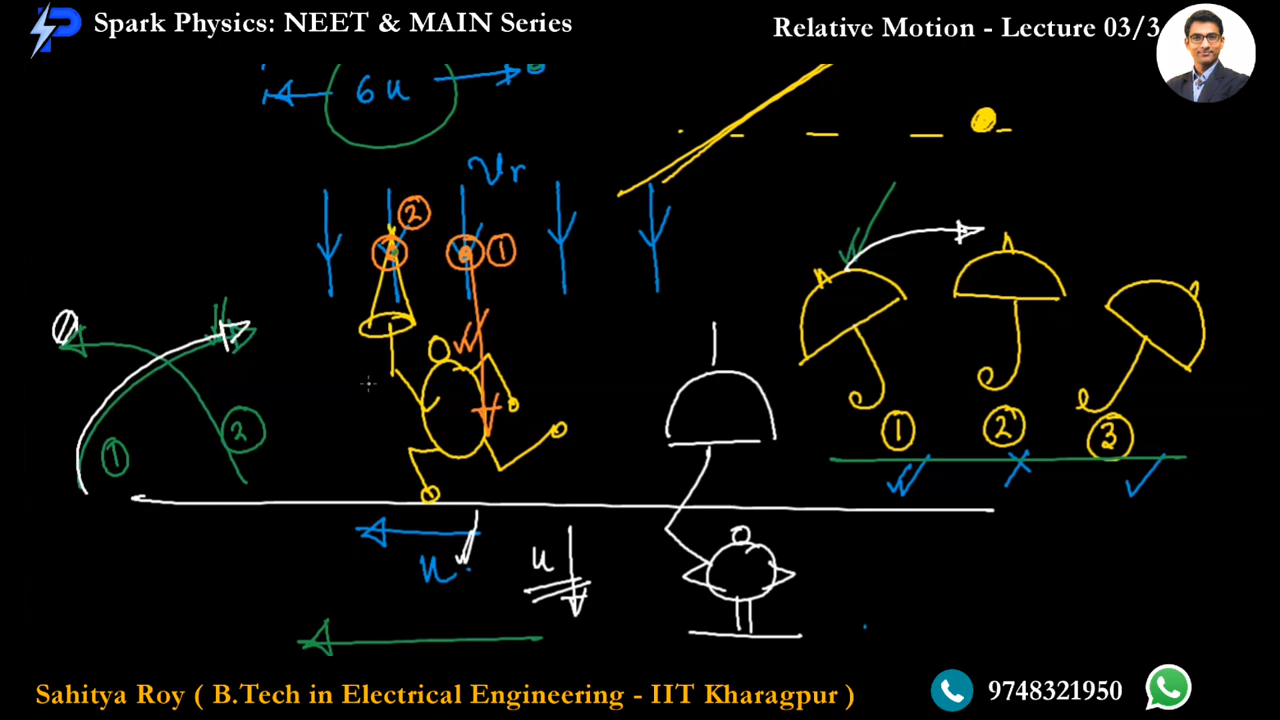 Spark Physics: NEET & MAIN Series
Relative Motion - Lecture 03/3
6u
Vr
②
①
①
②
①
②
③
u
u
Sahitya Roy ( B.Tech in Electrical Engineering - IIT Kharagpur )
9748321950